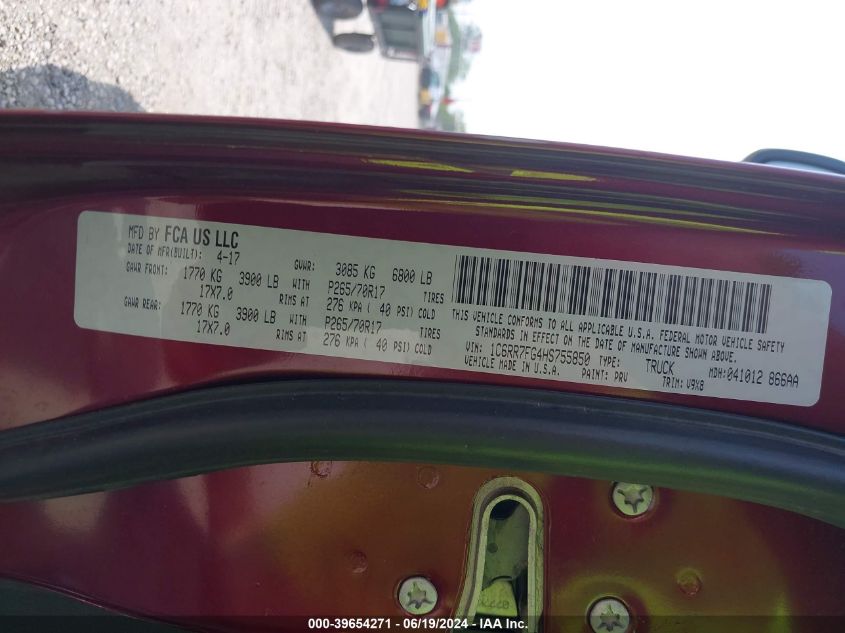 MFD BY FCA US LLC
DATE OF MFR(BUILT): 4-17 GVWR: 3085 KG 6800 LB
GAWR FRONT: 1770 KG 3900 LB WITH P265/70R17 TIRES
17X7.0 RIMS AT 276 KPA ( 40 PSI) COLD
GAWR REAR: 1770 KG 3900 LB WITH P265/70R17 TIRES
17X7.0 RIMS AT 276 KPA ( 40 PSI) COLD
THIS VEHICLE CONFORMS TO ALL APPLICABLE U.S.A. FEDERAL MOTOR VEHICLE SAFETY
STANDARDS IN EFFECT ON THE DATE OF MANUFACTURE SHOWN ABOVE.
VIN: 1C6RR7FG4HS755850 TYPE: TRUCK MDH:041012 866AA
VEHICLE MADE IN U.S.A. PAINT: PRV TRIM: V9X8
000-39654271 - 06/19/2024 - IAA Inc.